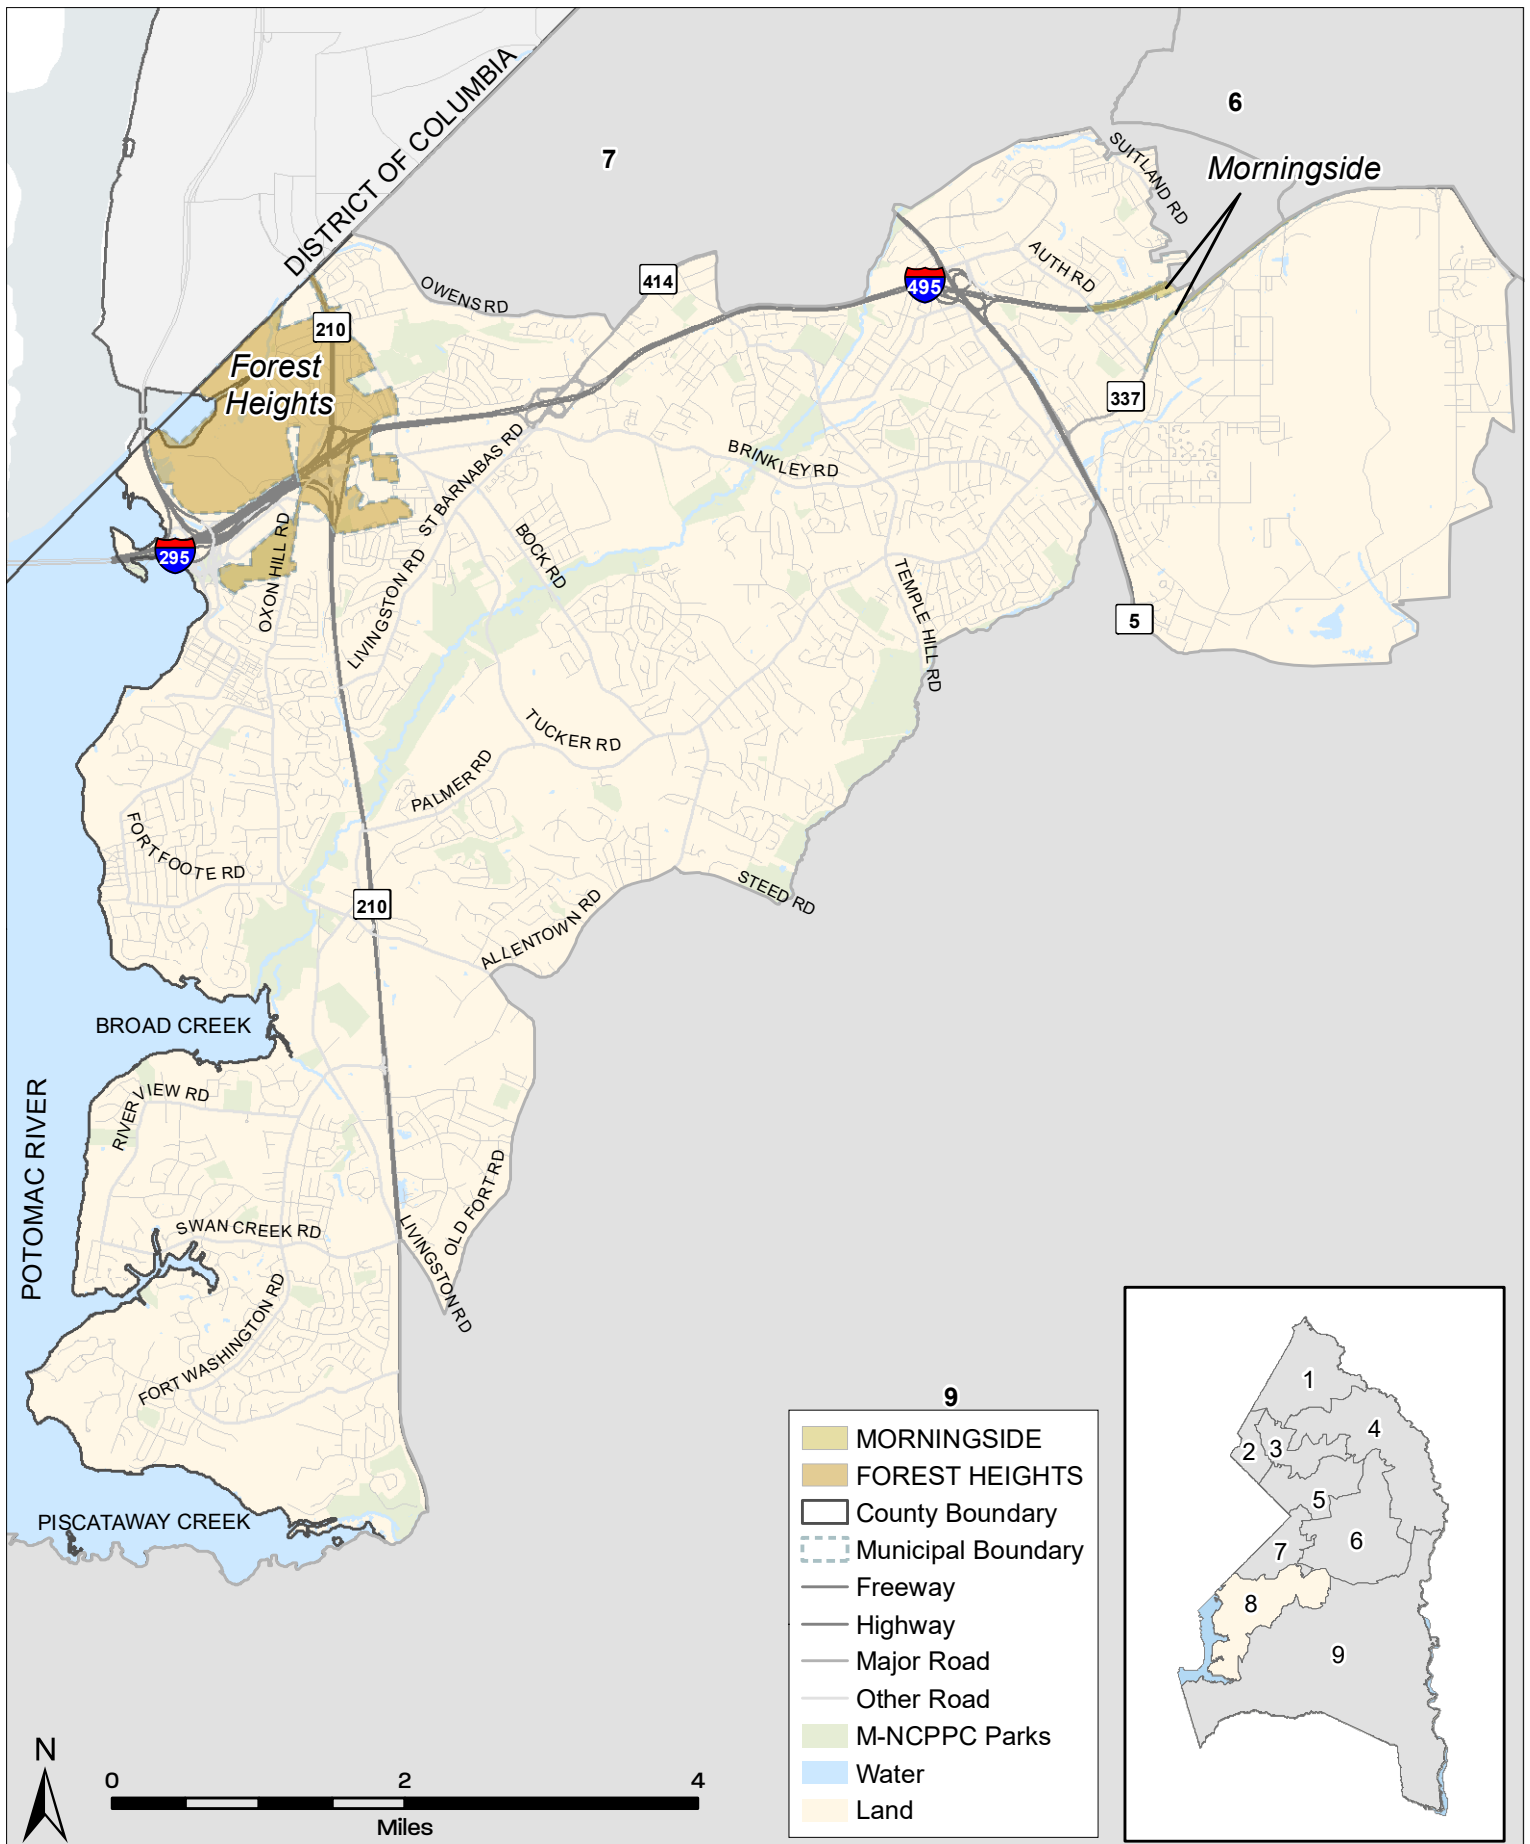 6
7
DISTRICT OF COLUMBIA
SUITLAND RD
Morningside
AUTH RD
414
OWENS RD
495
210
Forest
Heights
337
BRINKLEY RD
ST BARNABAS RD
BOCK RD
295
OXON HILL RD
LIVINGSTON RD
TEMPLE HILL RD
5
TUCKER RD
PALMER RD
FORT FOOTE RD
STEED RD
210
ALLENTOWN RD
BROAD CREEK
RIVER VIEW RD
POTOMAC RIVER
OLD FORT RD
SWAN CREEK RD
LIVINGSTON RD
FORT WASHINGTON RD
PISCATAWAY CREEK
9
MORNINGSIDE
FOREST HEIGHTS
County Boundary
Municipal Boundary
Freeway
Highway
Major Road
Other Road
M-NCPPC Parks
Water
Land
1
4
2
3
5
6
7
8
9
N
0 2 4
Miles